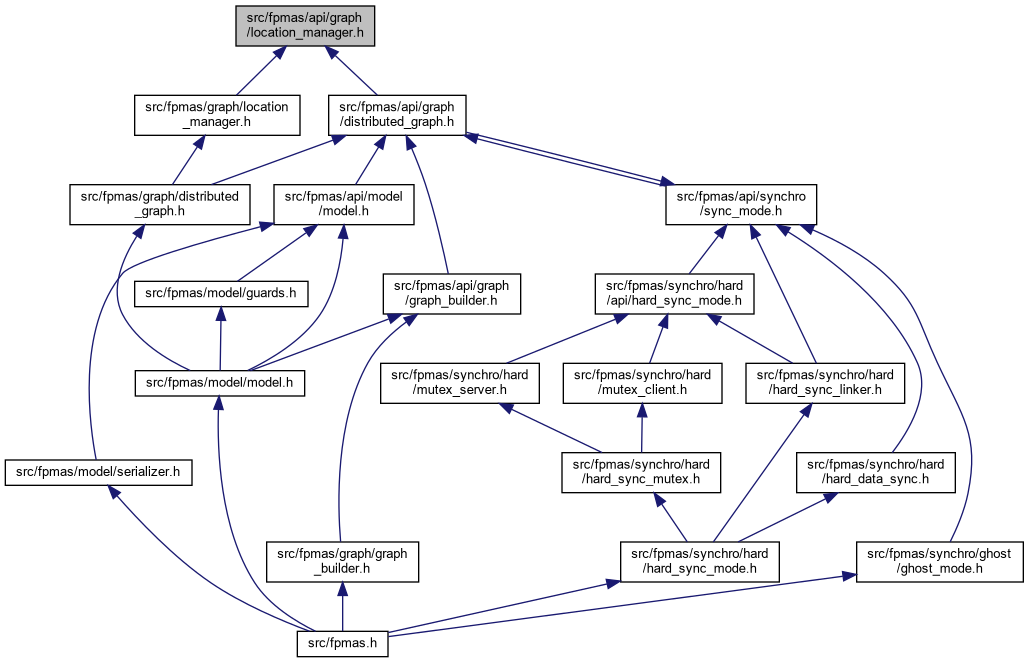 src/fpmas/api/graph
/location_manager.h
src/fpmas/graph/location
_manager.h
src/fpmas/api/graph
/distributed_graph.h
src/fpmas/graph/distributed
_graph.h
src/fpmas/api/model
/model.h
src/fpmas/api/synchro
/sync_mode.h
src/fpmas/model/guards.h
src/fpmas/api/graph
/graph_builder.h
src/fpmas/synchro/hard
/api/hard_sync_mode.h
src/fpmas/model/model.h
src/fpmas/synchro/hard
/mutex_server.h
src/fpmas/synchro/hard
/mutex_client.h
src/fpmas/synchro/hard
/hard_sync_linker.h
src/fpmas/model/serializer.h
src/fpmas/synchro/hard
/hard_sync_mutex.h
src/fpmas/synchro/hard
/hard_data_sync.h
src/fpmas/graph/graph
_builder.h
src/fpmas/synchro/hard
/hard_sync_mode.h
src/fpmas/synchro/ghost
/ghost_mode.h
src/fpmas.h